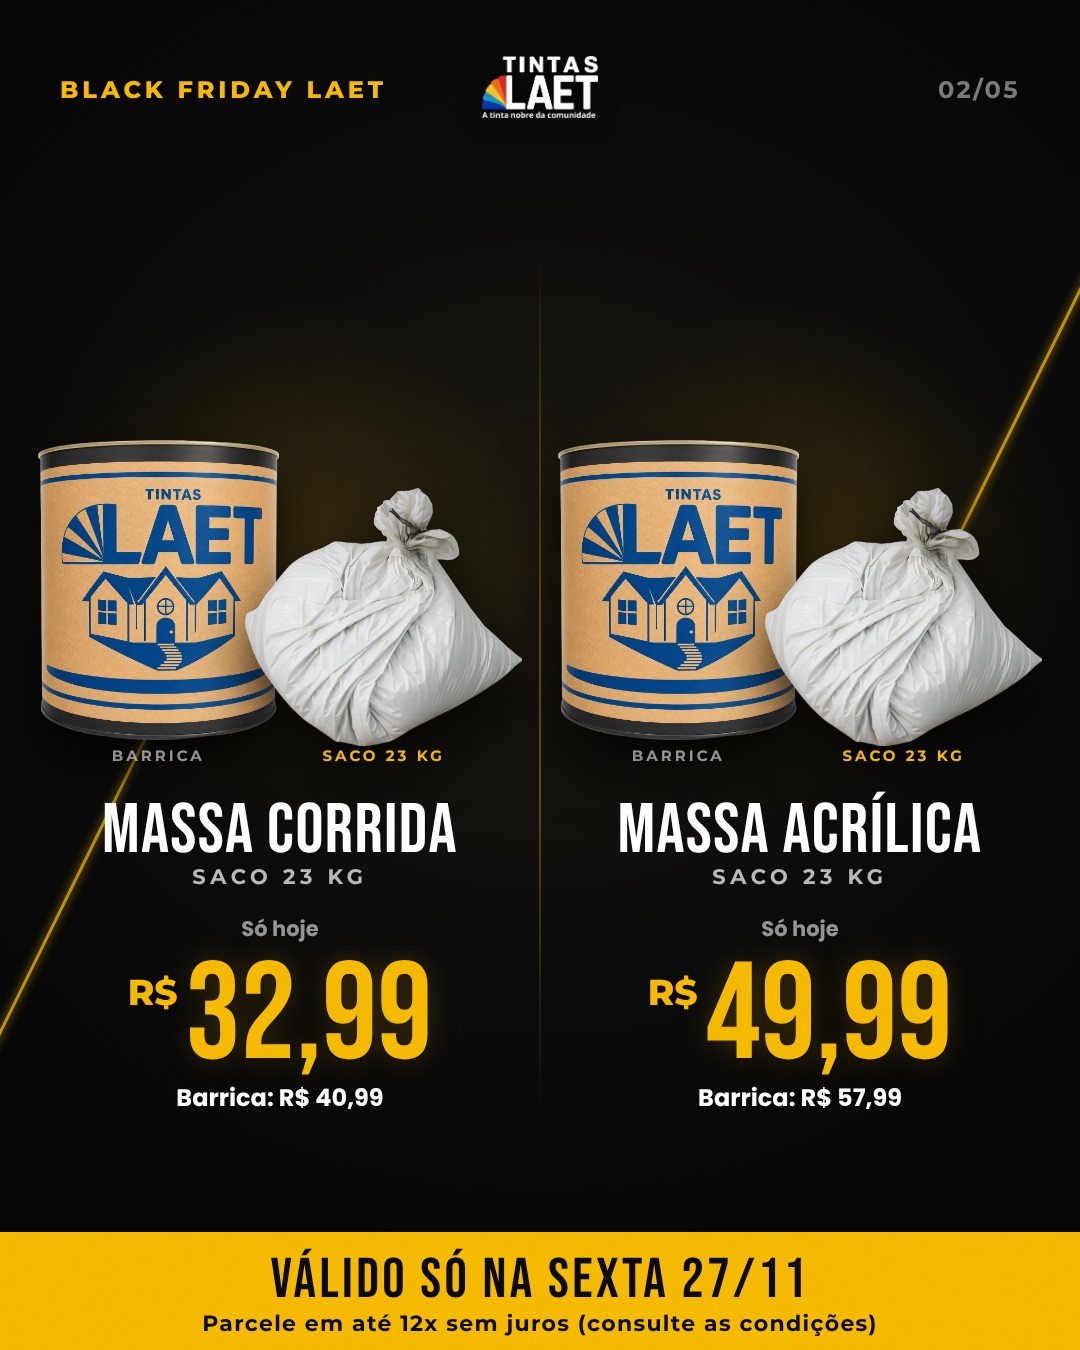 BLACK FRIDAY LAET
TINTAS
LAET
A tinta nobre da comunidade
02/05
TINTAS
LAET
BARRICA
SACO 23 KG
MASSA CORRIDA
SACO 23 KG
Só hoje
R$ 32,99
Barrica: R$ 40,99
TINTAS
LAET
BARRICA
SACO 23 KG
MASSA ACRÍLICA
SACO 23 KG
Só hoje
R$ 49,99
Barrica: R$ 57,99
VÁLIDO SÓ NA SEXTA 27/11
Parcele em até 12x sem juros (consulte as condições)